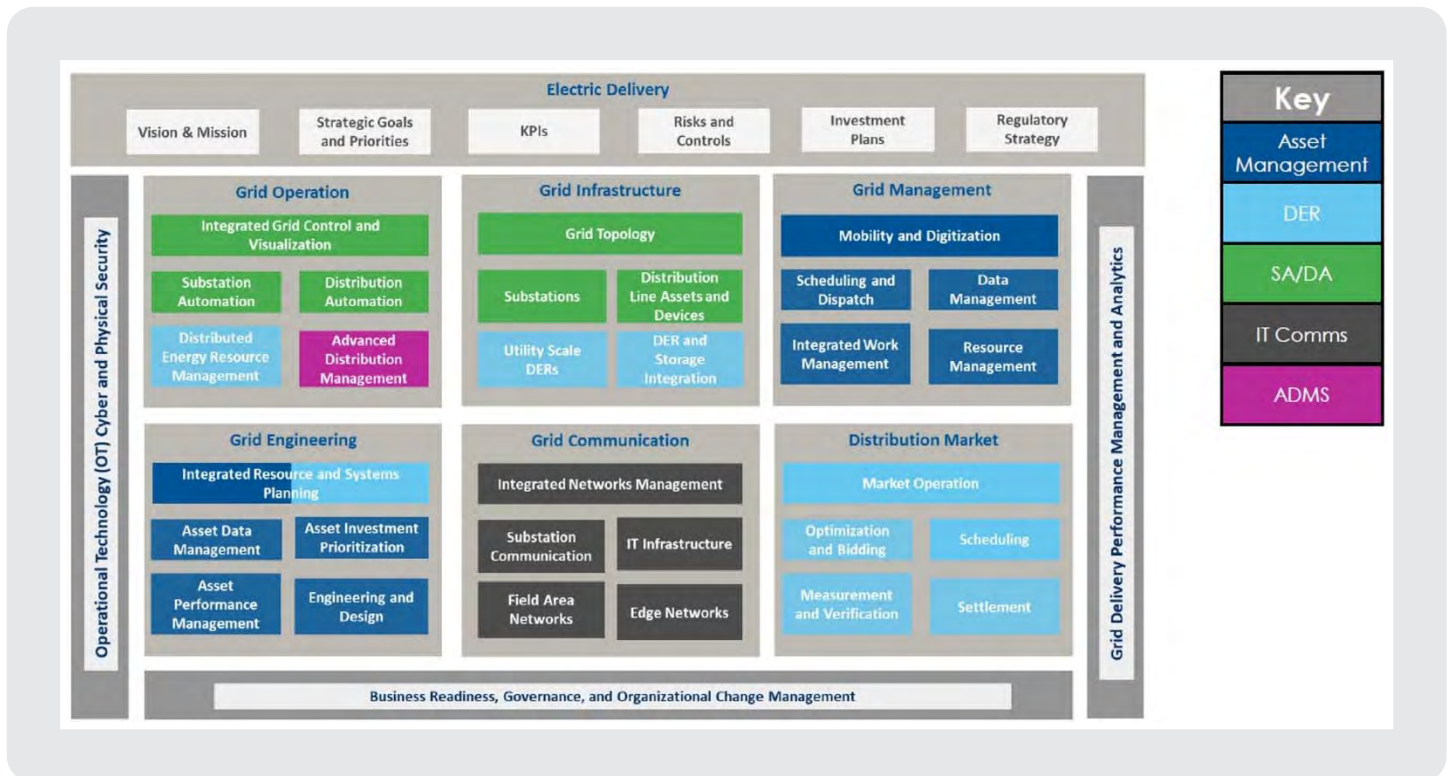 Electric Delivery
Vision & Mission
Strategic Goals
and Priorities
KPIs
Risks and
Controls
Investment
Plans
Regulatory
Strategy
Key
Asset
Management
DER
SA/DA
IT Comms
ADMS
Operational Technology (OT) Cyber and Physical Security
Grid Operation
Integrated Grid Control and
Visualization
Substation
Automation
Distribution
Automation
Distributed
Energy Resource
Management
Advanced
Distribution
Management
Grid Infrastructure
Grid Topology
Substations
Distribution
Line Assets and
Devices
Utility Scale
DERs
DER and
Storage
Integration
Grid Management
Mobility and Digitization
Scheduling and
Dispatch
Data
Management
Integrated Work
Management
Resource
Management
Grid Engineering
Integrated Resource and Systems
Planning
Asset Data
Management
Asset Investment
Prioritization
Asset
Performance
Management
Engineering and
Design
Grid Communication
Integrated Networks Management
Substation
Communication
IT Infrastructure
Field Area
Networks
Edge Networks
Distribution Market
Market Operation
Optimization
and Bidding
Scheduling
Measurement
and Verification
Settlement
Grid Delivery Performance Management and Analytics
Business Readiness, Governance, and Organizational Change Management